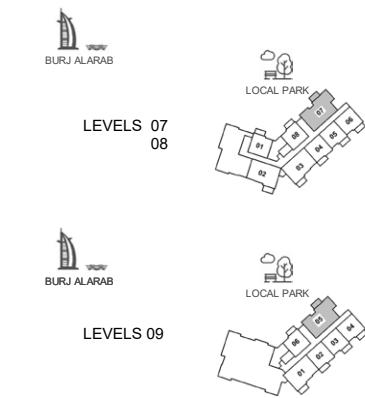 BURJ ALARAB
LOCAL PARK
LEVELS 07
08
07
08
06
05
01
04
03
02
BURJ ALARAB
LOCAL PARK
LEVELS 09
05
04
06
03
02
01